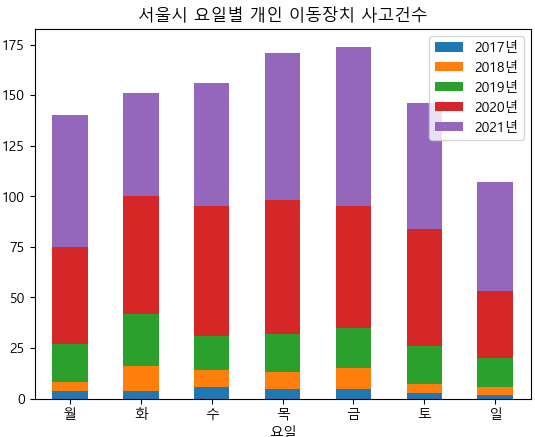 서울시 요일별 개인 이동장치 사고건수
175
150
125
100
75
50
25
0
2017년
2018년
2019년
2020년
2021년
월 화 수 목 금 토 일
요일